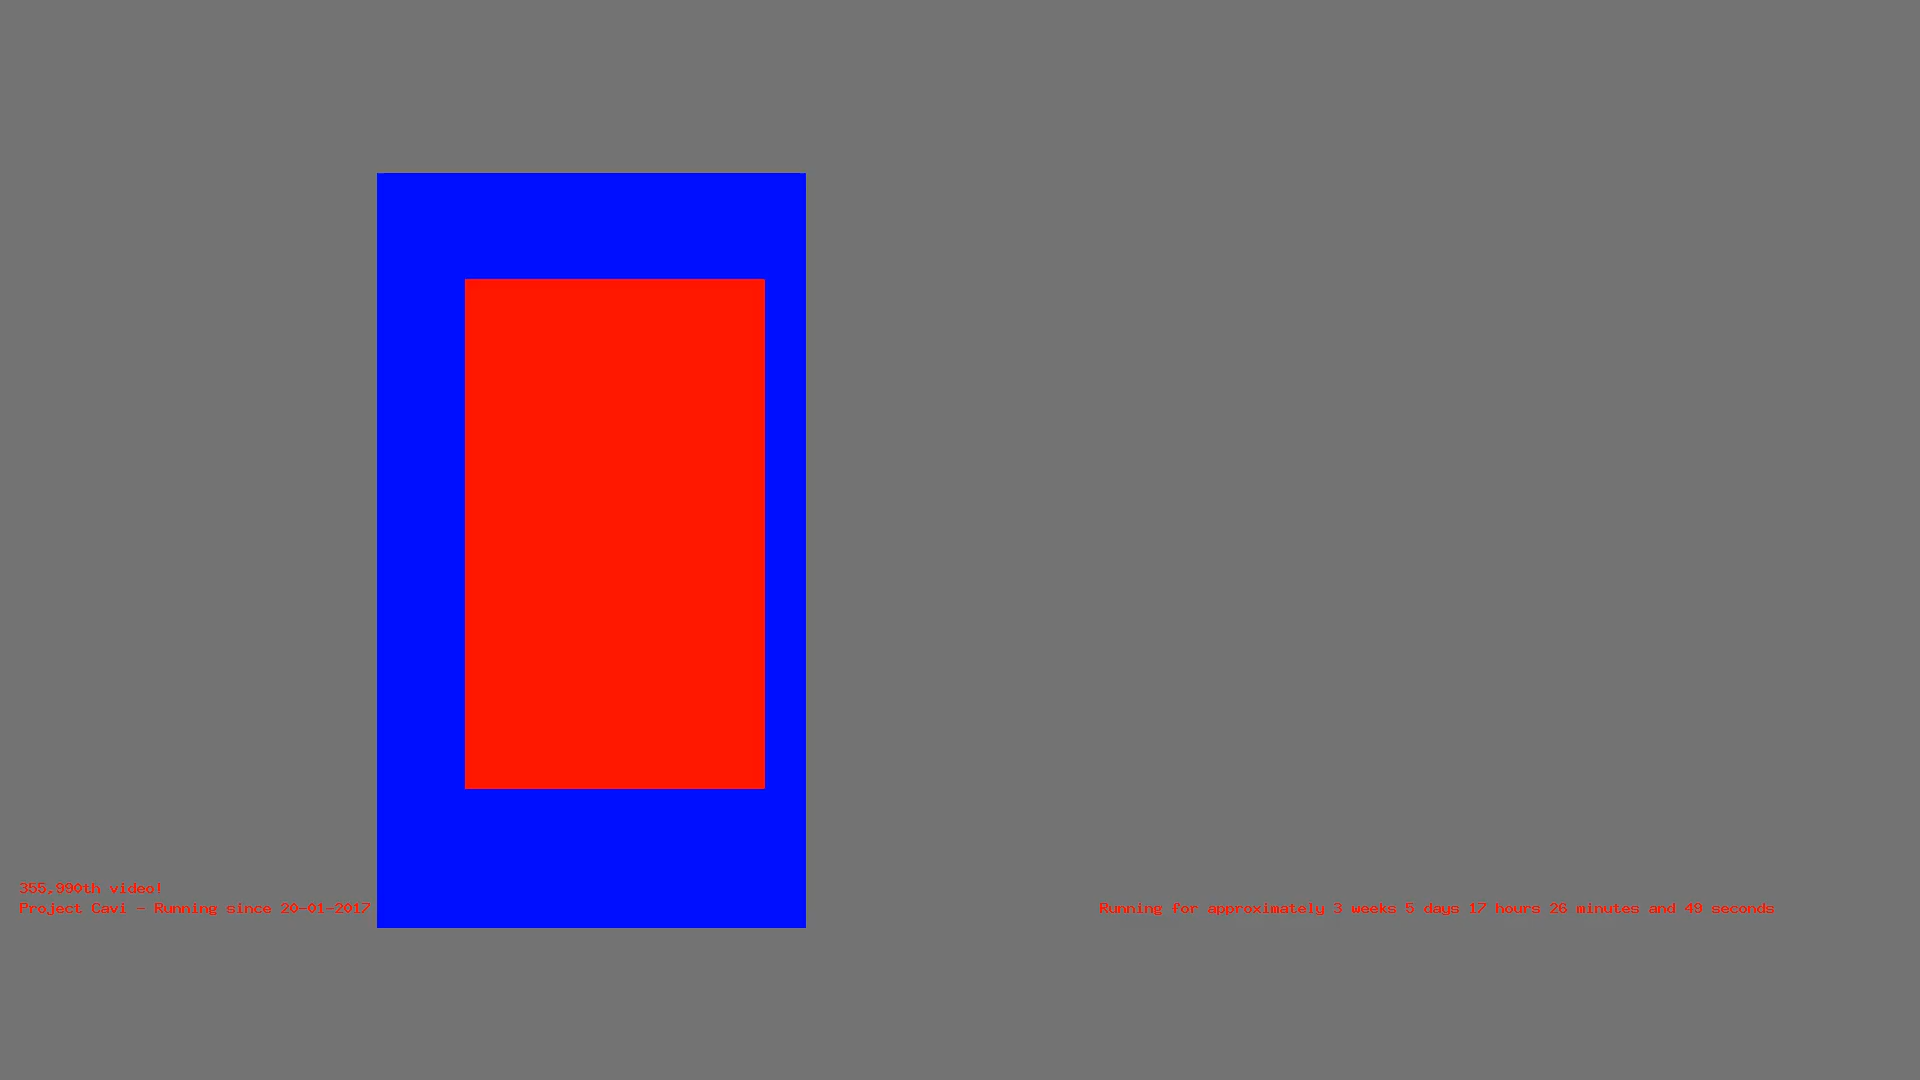 355,990th video!
Project Cavi - Running since 20-01-2017
Running for approximately 3 weeks 5 days 17 hours 26 minutes and 49 seconds